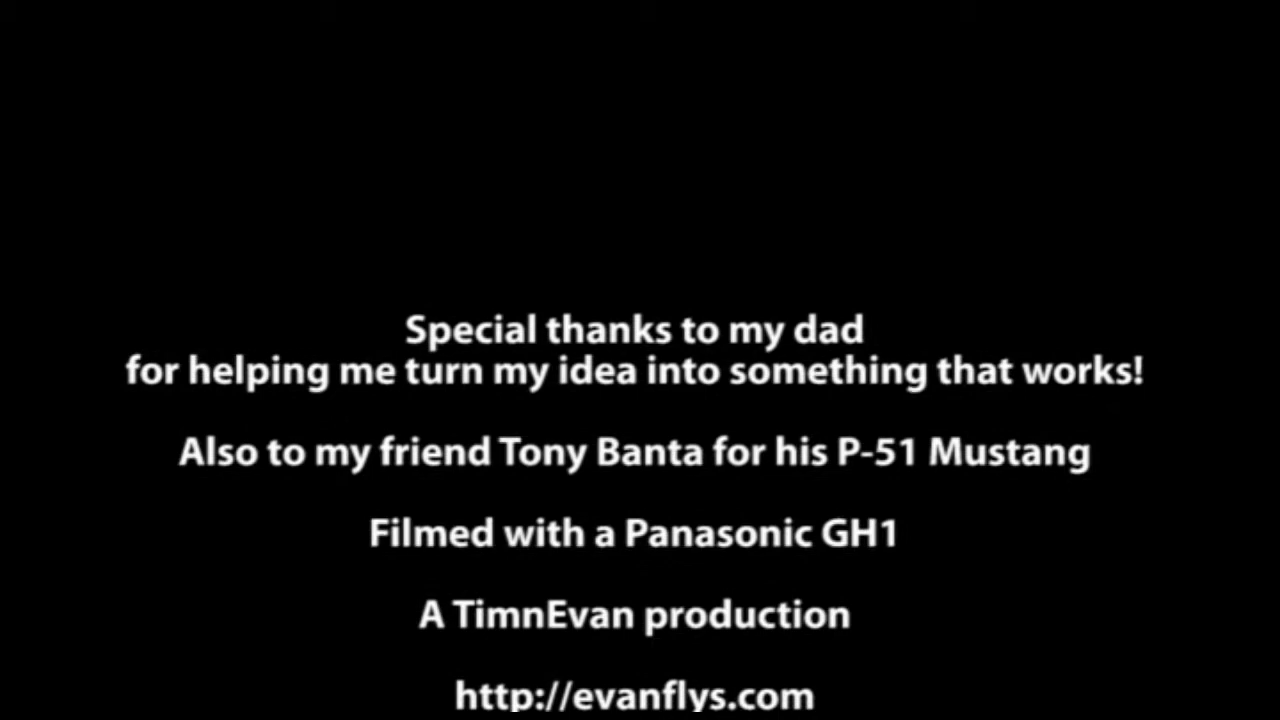 Special thanks to my dad
for helping me turn my idea into something that works!
Also to my friend Tony Banta for his P-51 Mustang
Filmed with a Panasonic GH1
A TimnEvan production
http://evanflys.com